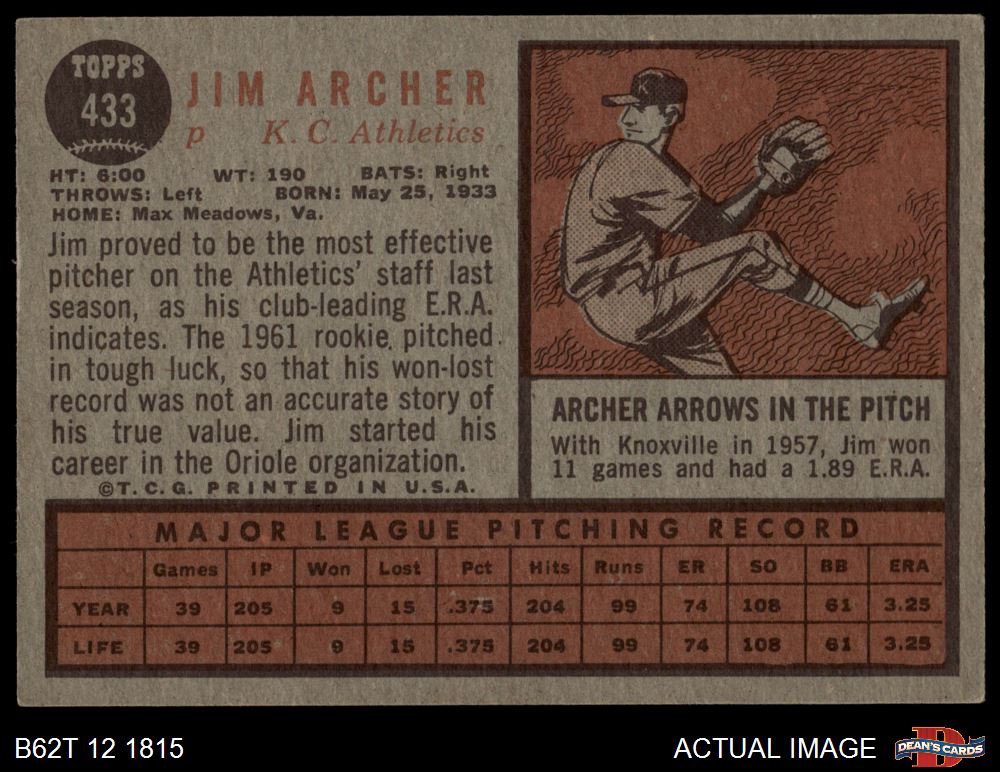 TOPPS
433
JIM ARCHER
p K. C. Athletics
HT: 6:00 WT: 190 BATS: Right
THROWS: Left BORN: May 25, 1933
HOME: Max Meadows, Va.
Jim proved to be the most effective
pitcher on the Athletics' staff last
season, as his club-leading E.R.A.
indicates. The 1961 rookie pitched
in tough luck, so that his won-lost
record was not an accurate story of
his true value. Jim started his
career in the Oriole organization.
©T. C. G. PRINTED IN U.S.A.
K
ARCHER ARROWS IN THE PITCH
With Knoxville in 1957, Jim won
11 games and had a 1.89 E.R.A.
MAJOR LEAGUE PITCHING RECORD
Games IP Won Lost Pct Hits Runs ER SO BB ERA
YEAR 39 205 9 15 .375 204 99 74 108 61 3.25
LIFE 39 205 9 15 .375 204 99 74 108 61 3.25
B62T 12 1815
ACTUAL IMAGE
D
DEAN'S CARDS